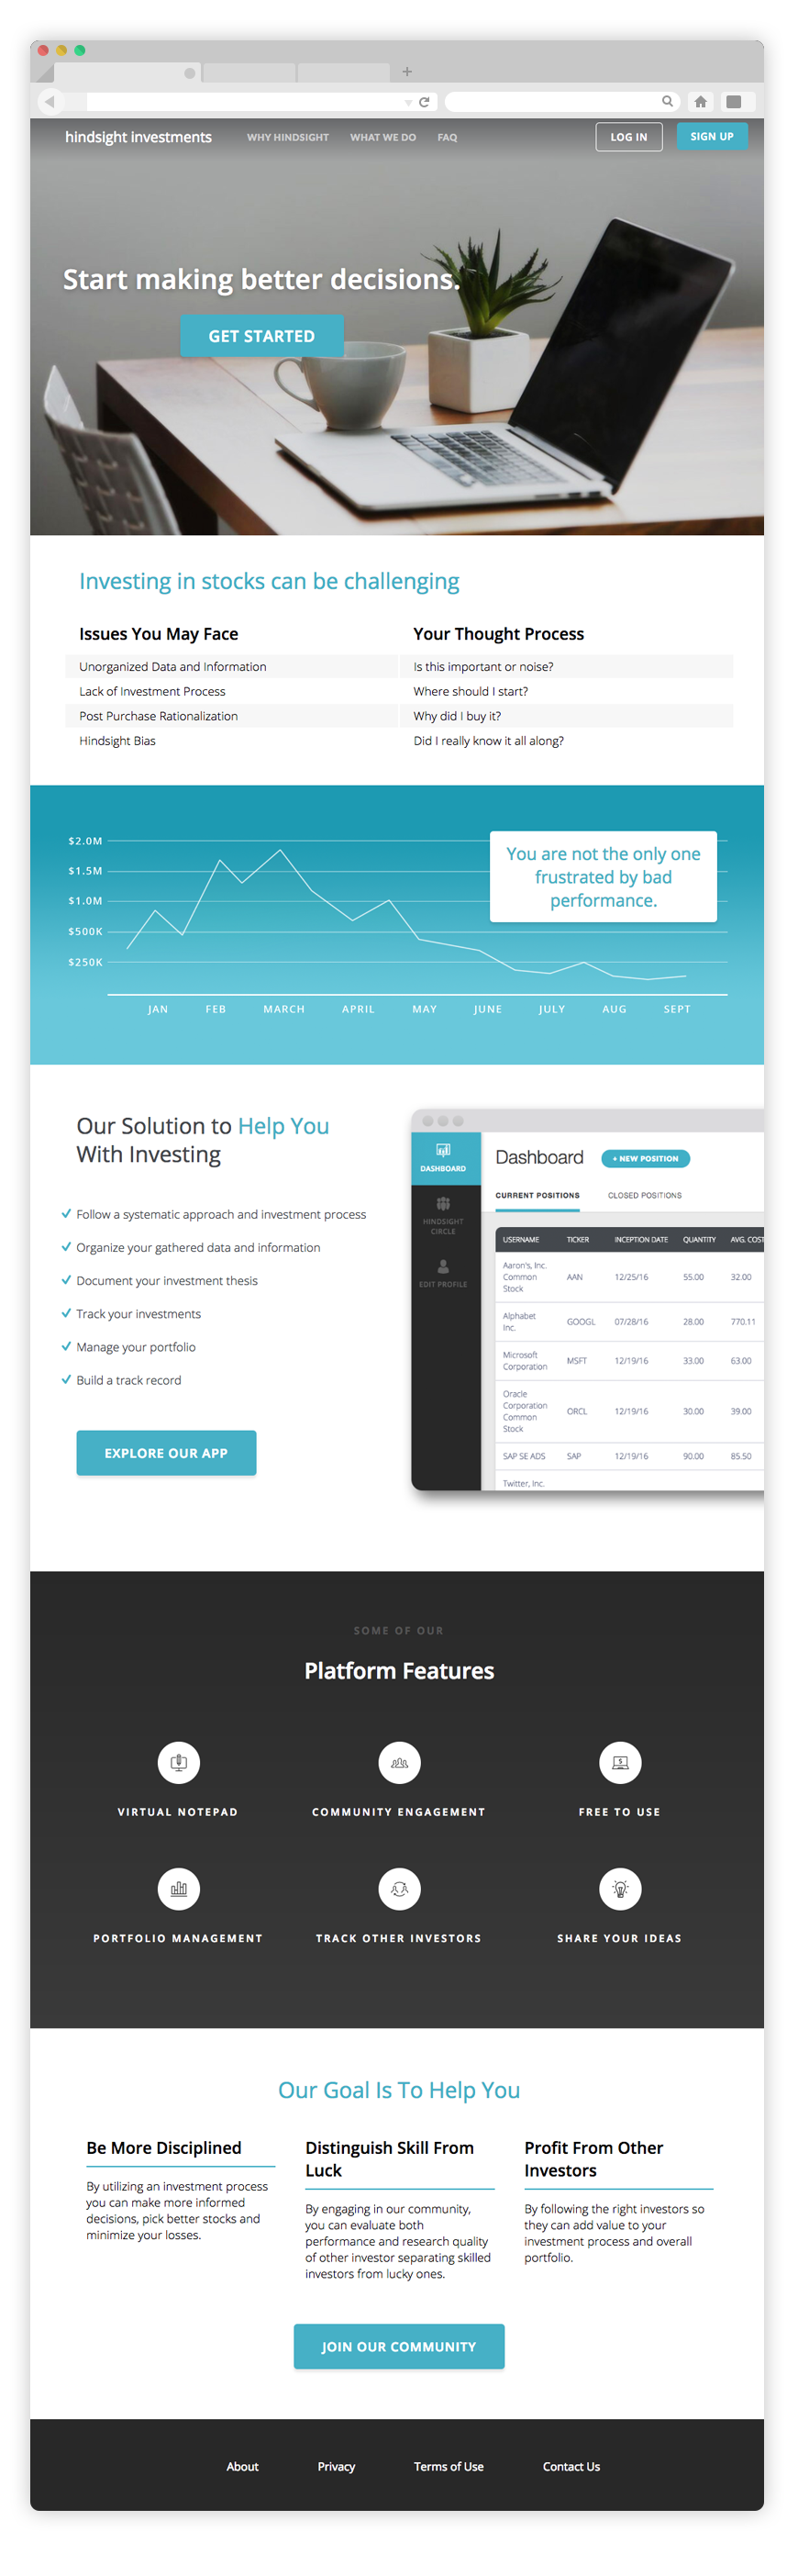 hindsight investments WHY HINDSIGHT WHAT WE DO FAQ LOG IN SIGN UP
Start making better decisions.
GET STARTED
Investing in stocks can be challenging
Issues You May Face Your Thought Process
Unorganized Data and Information Is this important or noise?
Lack of Investment Process Where should I start?
Post Purchase Rationalization Why did I buy it?
Hindsight Bias Did I really know it all along?
You are not the only one
frustrated by bad
performance.
$2.0M
$1.5M
$1.0M
$500K
$250K
JAN FEB MARCH APRIL MAY JUNE JULY AUG SEPT
Our Solution to Help You
With Investing
Follow a systematic approach and investment process
Organize your gathered data and information
Document your investment thesis
Track your investments
Manage your portfolio
Build a track record
EXPLORE OUR APP
DASHBOARD
HINDSIGHT
CIRCLE
EDIT PROFILE
Dashboard + NEW POSITION
CURRENT POSITIONS CLOSED POSITIONS
USERNAME TICKER INCEPTION DATE QUANTITY AVG. COST
Aaron's, Inc.
Common
Stock
AAN 12/25/16 55.00 32.00
Alphabet
Inc.
GOOGL 07/28/16 28.00 770.11
Microsoft
Corporation
MSFT 12/19/16 33.00 63.00
Oracle
Corporation
Common
Stock
ORCL 12/19/16 30.00 39.00
SAP SE ADS SAP 12/19/16 90.00 85.50
Twitter, Inc.
SOME OF OUR
Platform Features
VIRTUAL NOTEPAD COMMUNITY ENGAGEMENT FREE TO USE
PORTFOLIO MANAGEMENT TRACK OTHER INVESTORS SHARE YOUR IDEAS
Our Goal Is To Help You
Be More Disciplined
By utilizing an investment process
you can make more informed
decisions, pick better stocks and
minimize your losses.
Distinguish Skill From
Luck
By engaging in our community,
you can evaluate both
performance and research quality
of other investor separating skilled
investors from lucky ones.
Profit From Other
Investors
By following the right investors so
they can add value to your
investment process and overall
portfolio.
JOIN OUR COMMUNITY
About Privacy Terms of Use Contact Us